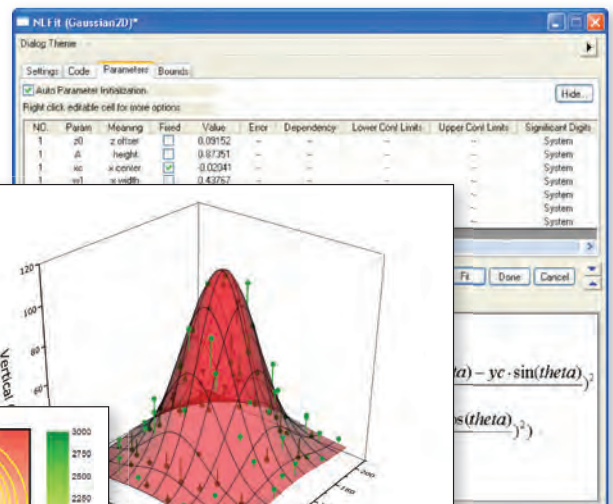 NLFit (Gaussian2D)*
Dialog Theme
Settings Code Parameters Bounds
Auto Parameter Initialization
Hide...
Right click editable cell for more options
NO. Param Meaning Fixed Value Error Dependency Lower Conf Limits Upper Conf Limits Significant Digits
1 z0 z offset 0.09152 -- -- -- -- System
1 A height 0.87351 -- -- -- -- System
1 xc x center -0.02941 -- -- -- -- System
1 w1 x width 0.43767 -- -- -- -- System
System
System
System
Fit Done Cancel
120
100
80
60
Vertical
200
180
ta) − yc · sin(theta) )²
os(theta) )²)
3000
2750
2500
2250